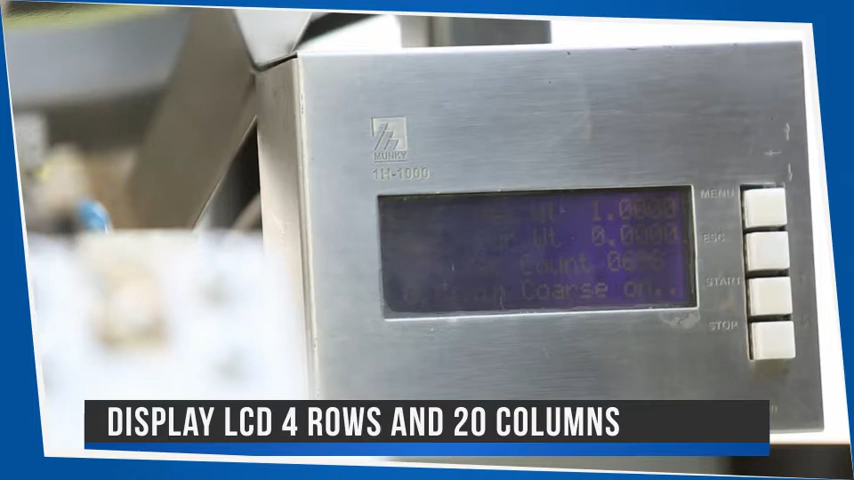 MUNKY
1H-1000
MENU
ESC
START
STOP
Wt 1.0000
Wt 0.0000
Count
Coarse on..
DISPLAY LCD 4 ROWS AND 20 COLUMNS